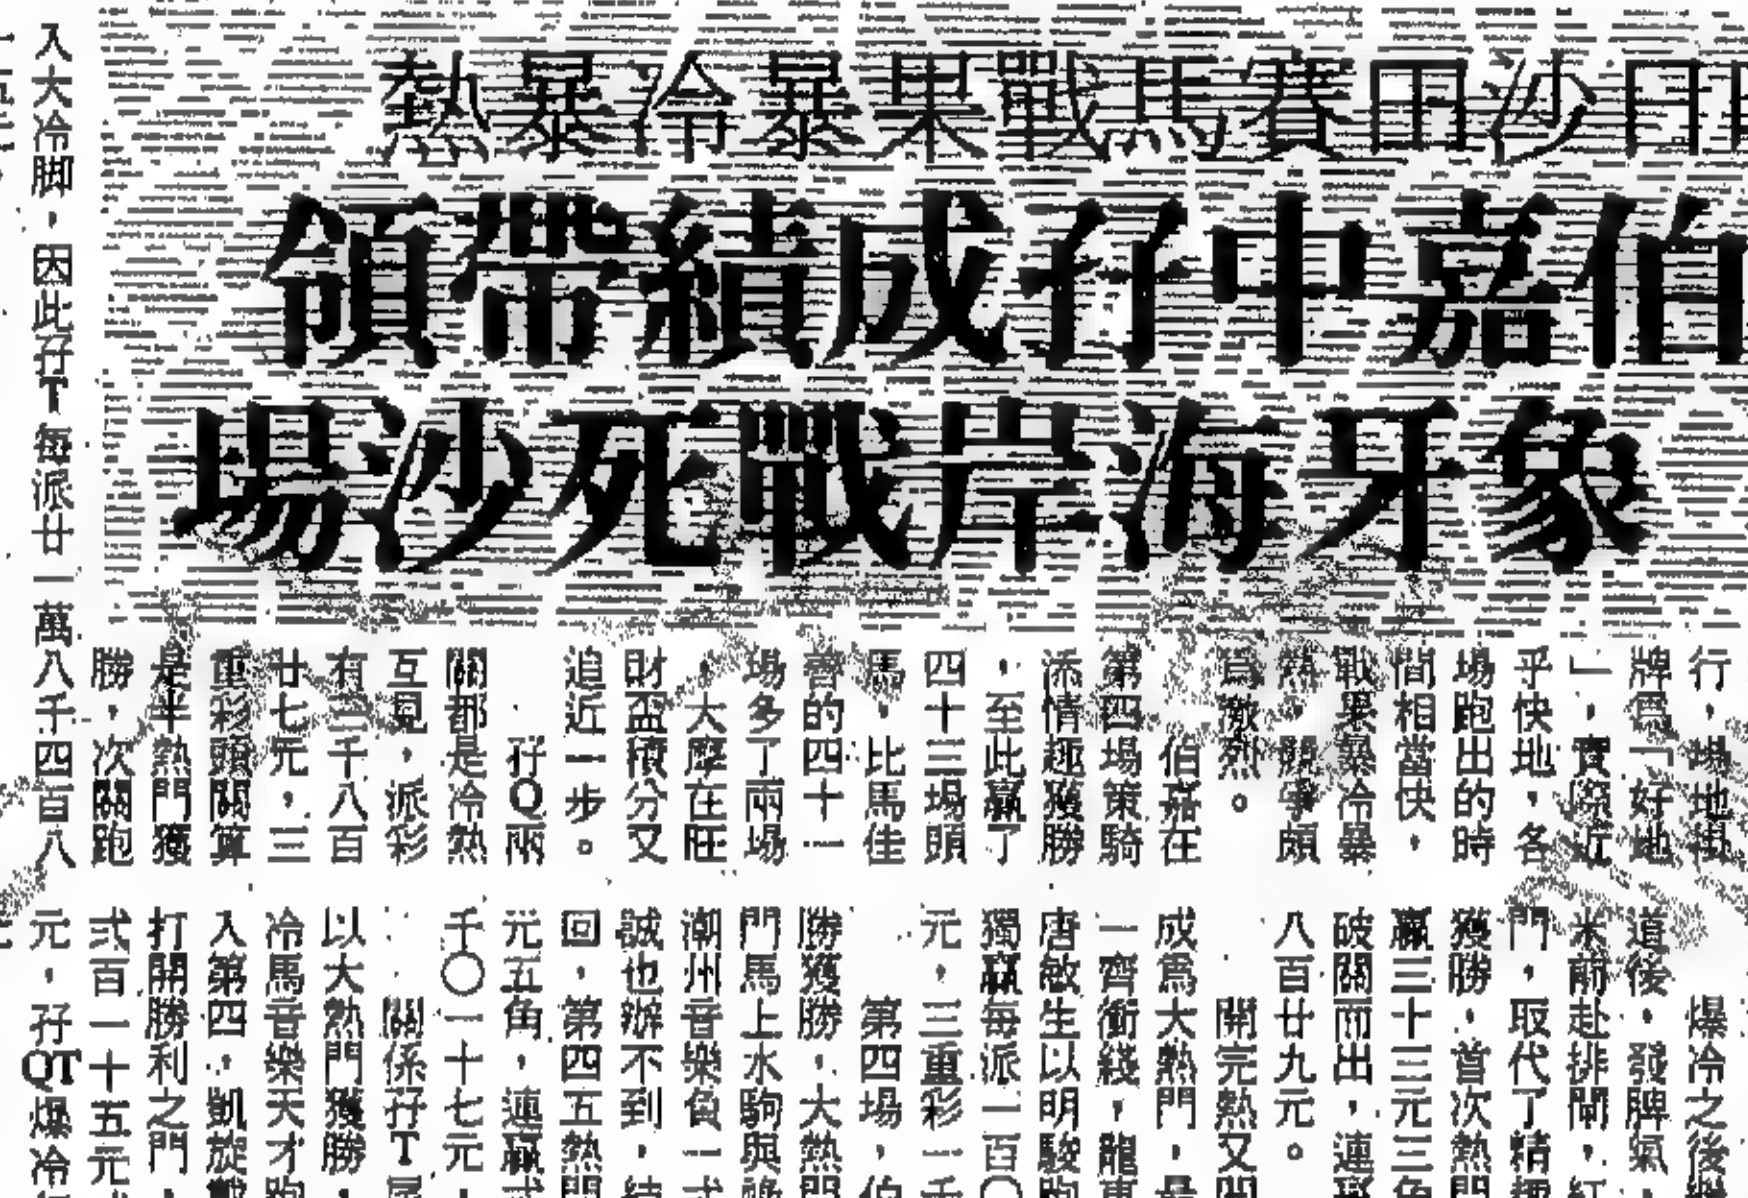 日沙田賽馬戰果暴冷暴熱
伯嘉中孖成績帶領
象牙海岸戰死沙場
行，場地掛
牌爲「好地
」，實際近
乎快地，各
場跑出的時
間相當快，
戰果暴冷暴
熱，競爭頗
爲激烈。
伯嘉在
第四場策騎
添情趣獲勝
，至此贏了
四十三場頭
馬，比馬佳
齊的四十一
場多了兩場
，大摩在旺
財盃積分又
追近一步。
孖Q兩
關都是冷熱
互見，派彩
有三千八百
廿七元，三
重彩頭關算
是半熱門獲
勝，次關跑
入大冷脚，因此孖T每派廿一萬八千四百八
爆冷之後
道後，發脾氣
米前赴排閘，紅
門，取代了精
獲勝，首次熱門
贏三十三元三角
破關而出，連
八百廿九元。
開完熱又開
成爲大熱門，最
一齊衝綫，龍東
唐敏生以明駿跑
獨贏每派一百〇
元，三重彩一千
第四場，伯
勝獲勝，大熱門
門馬上水駒與
潮州音樂負一
誠也辦不到，結
回，第四五熱門
元五角，連贏式
千〇一十七元，
關係孖T
以大熱門獲勝，
冷馬音樂天才跑
入第四，凱旋
打開勝利之門，
式百一十五元
元，孖QT爆冷